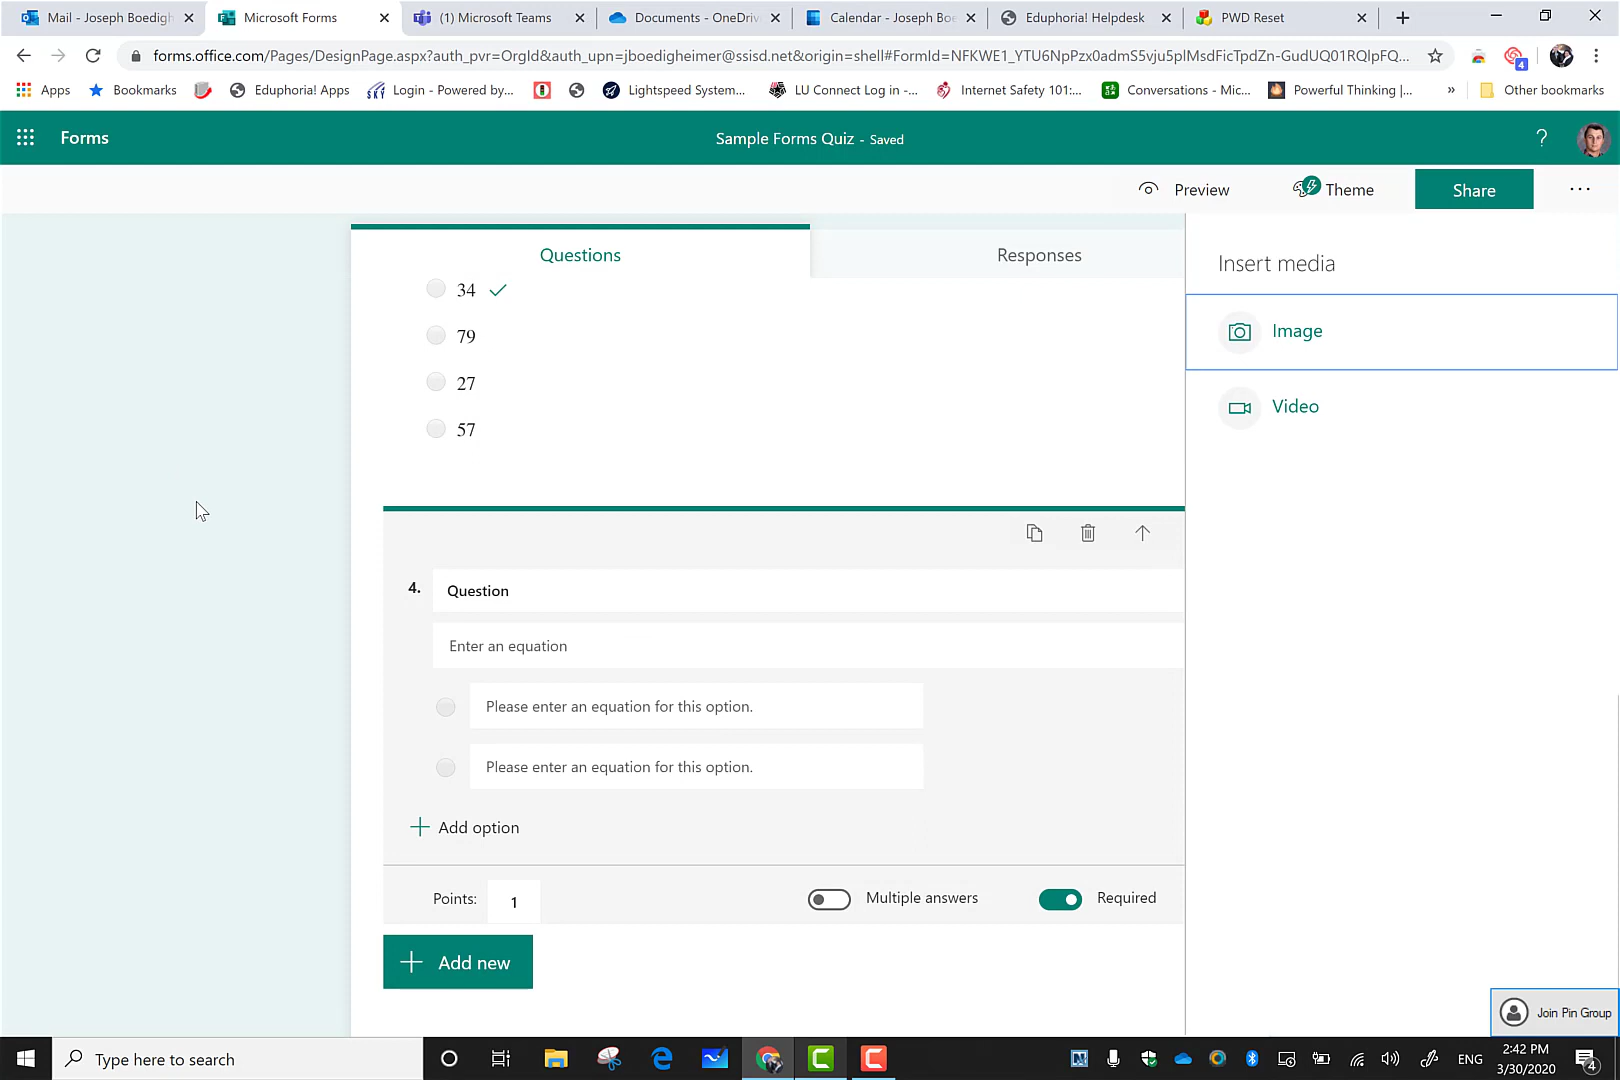 Mail - Joseph Boedigh
Microsoft Forms
(1) Microsoft Teams
Documents - OneDriv
Calendar - Joseph Boe
Eduphoria! Helpdesk
PWD Reset
forms.office.com/Pages/DesignPage.aspx?auth_pvr=OrgId&auth_upn=jboedigheimer@ssisd.net&origin=shell#FormId=NFKWE1_YTU6NpPzx0admS5vju5plMsdFicTpdZn-GudUQ01RQlpFQ...
4
Apps
Bookmarks
Eduphoria! Apps
SKY
Login - Powered by...
Lightspeed System...
LU Connect Log in -...
Internet Safety 101:...
Conversations - Mic...
Powerful Thinking |...
»
Other bookmarks
Forms
Sample Forms Quiz - Saved
?
Preview
Theme
Share
...
Questions
Responses
Insert media
34
79
27
57
Image
Video
4.
Question
Enter an equation
Please enter an equation for this option.
Please enter an equation for this option.
Add option
Points:
1
Multiple answers
Required
Add new
Join Pin Group
Type here to search
ENG
2:42 PM
3/30/2020
4